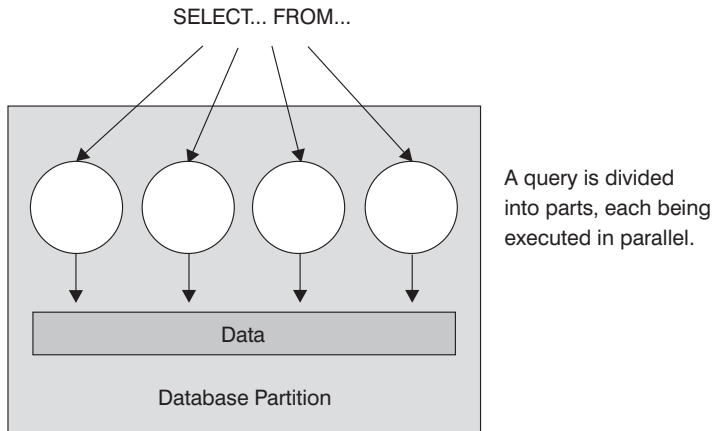 SELECT... FROM...
A query is divided
into parts, each being
executed in parallel.
Data
Database Partition